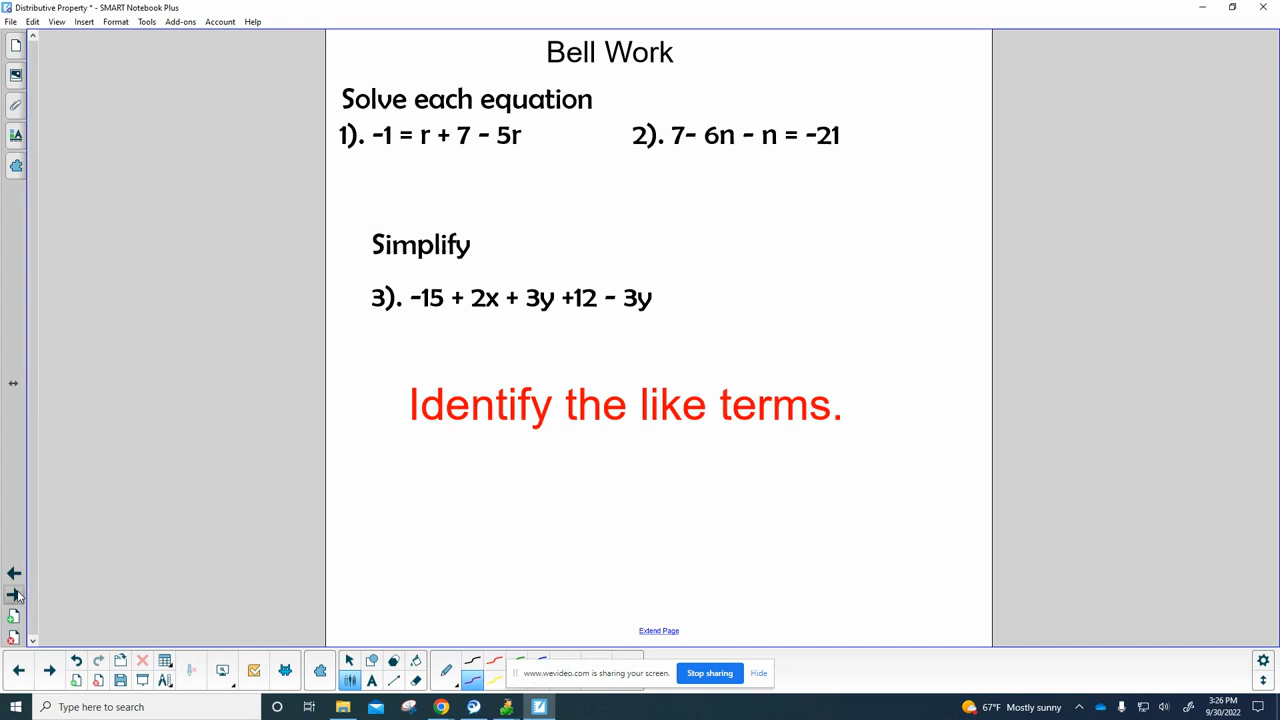 Distributive Property * - SMART Notebook Plus
File Edit View Insert Format Tools Add-ons Account Help
Bell Work
Solve each equation
1). -1 = r + 7 - 5r 2). 7- 6n - n = -21
Simplify
3). -15 + 2x + 3y +12 - 3y
Identify the like terms.
Extend Page
www.wevideo.com is sharing your screen. Stop sharing Hide
Type here to search
67°F Mostly sunny
3:26 PM
9/30/2022